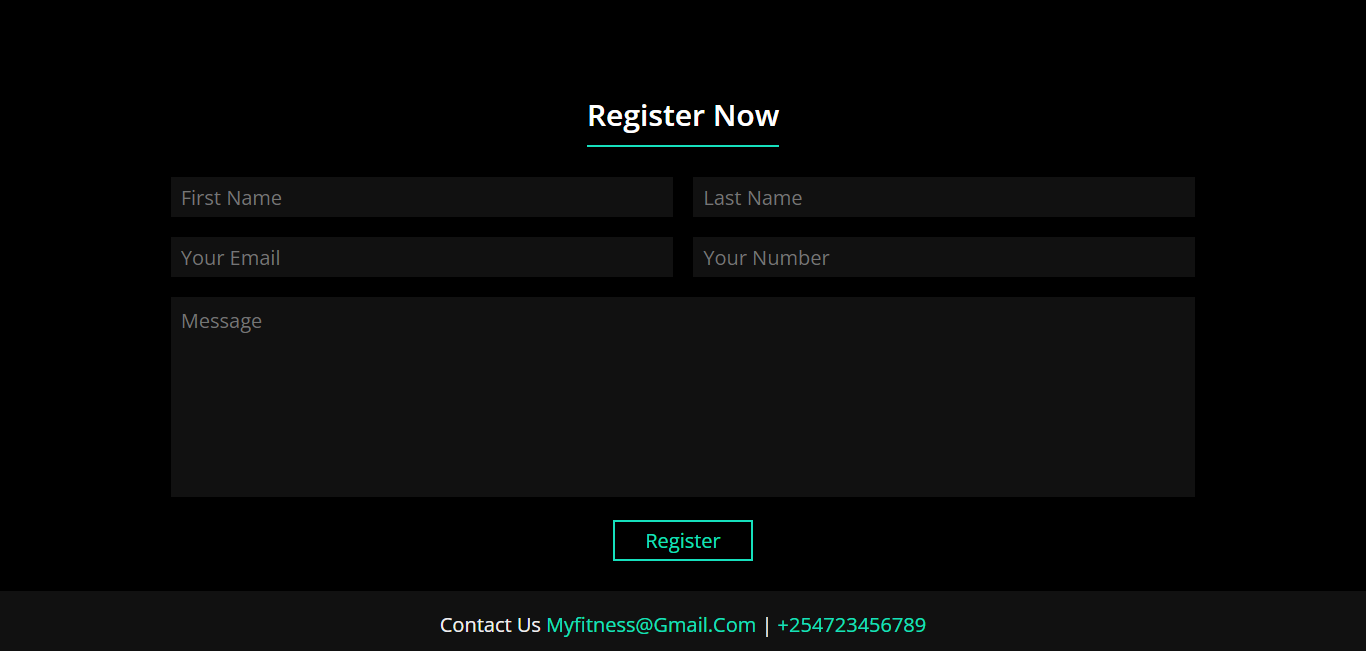 Register Now
First Name
Last Name
Your Email
Your Number
Message
Register
Contact Us Myfitness@Gmail.Com | +254723456789